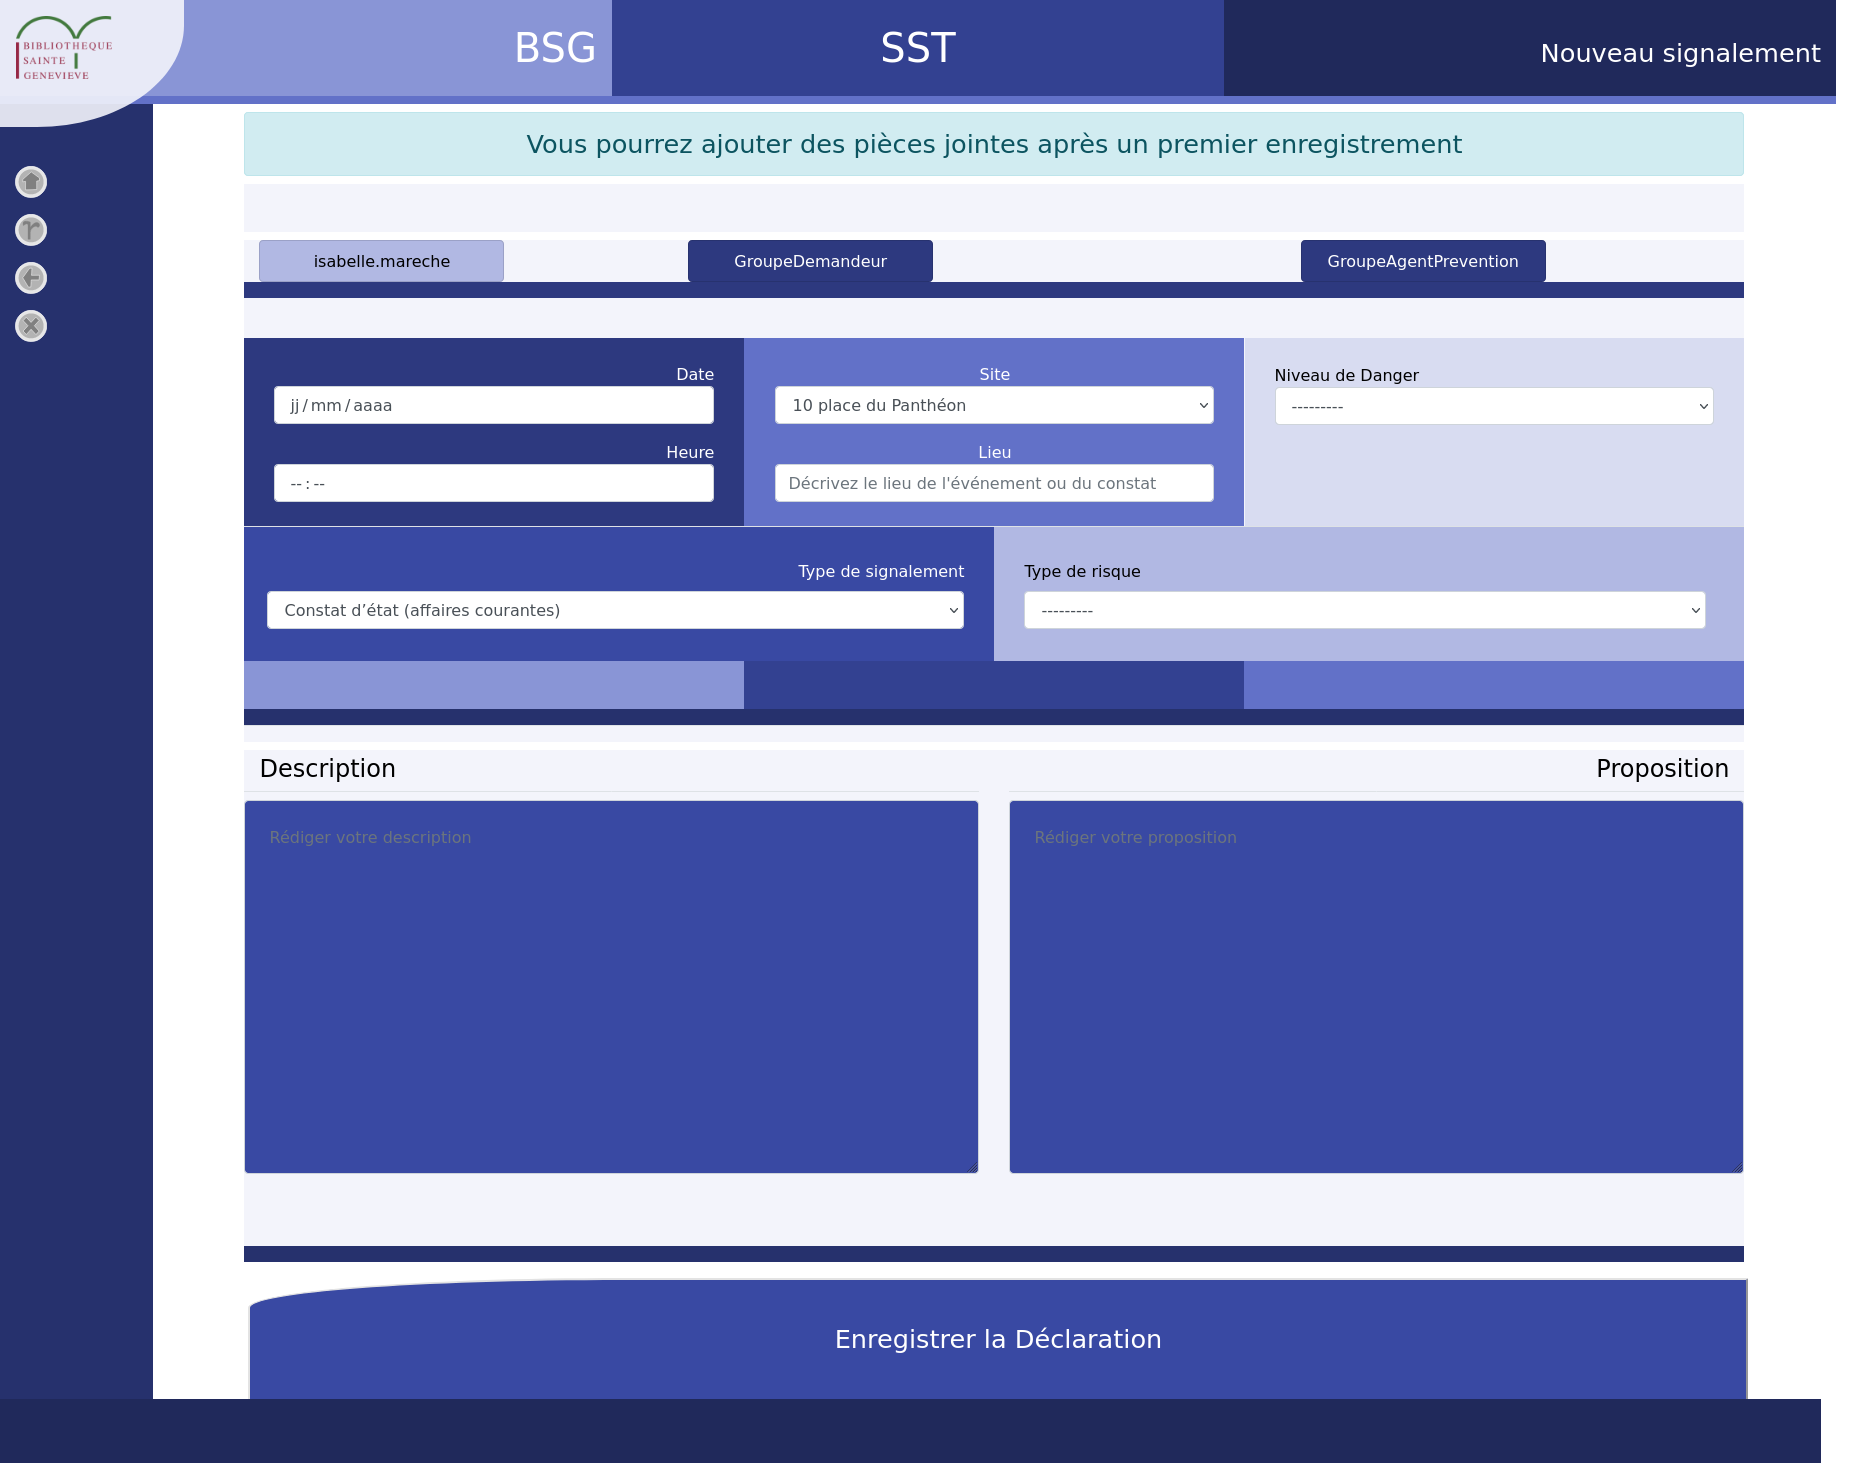 BIBLIOTHEQUE
SAINTE
GENEVIEVE
BSG
SST
Nouveau signalement
Vous pourrez ajouter des pièces jointes après un premier enregistrement
isabelle.mareche
GroupeDemandeur
GroupeAgentPrevention
Date
jj/mm/aaaa
Heure
--:--
Site
10 place du Panthéon
Lieu
Décrivez le lieu de l'événement ou du constat
Niveau de Danger
---------
Type de signalement
Constat d’état (affaires courantes)
Type de risque
---------
Description
Proposition
Rédiger votre description
Rédiger votre proposition
Enregistrer la Déclaration